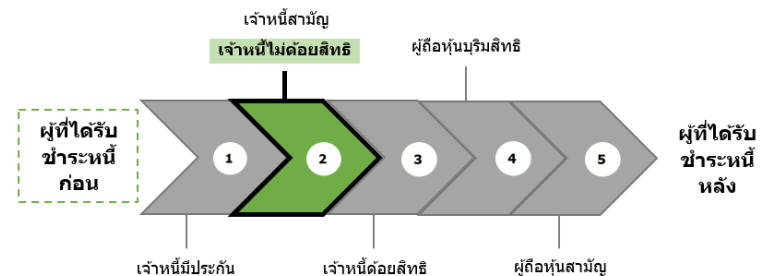 เจ้าหนี้สามัญ
เจ้าหนี้ไม่ด้อยสิทธิ
ผู้ถือหุ้นบุริมสิทธิ
ผู้ที่ได้รับ
ชำระหนี้
ก่อน
1
2
3
4
5
ผู้ที่ได้รับ
ชำระหนี้
หลัง
เจ้าหนี้มีประกัน
เจ้าหนี้ด้อยสิทธิ
ผู้ถือหุ้นสามัญ